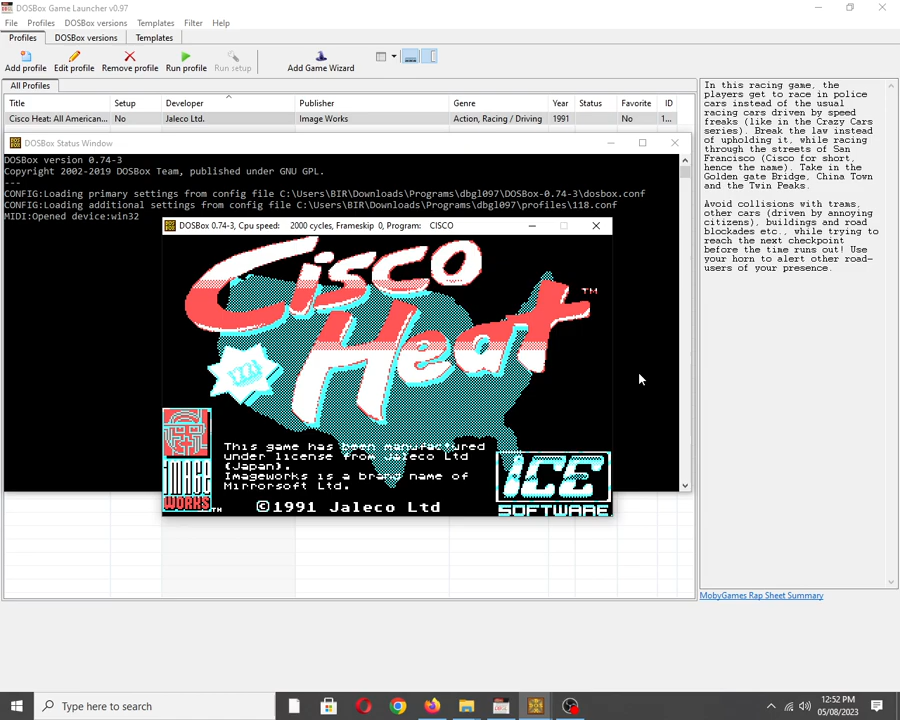 DOSBox Game Launcher v0.97
File Profiles DOSBox versions Templates Filter Help
Profiles DOSBox versions Templates
Add profile Edit profile Remove profile Run profile Run setup Add Game Wizard
All Profiles
Title Setup Developer Publisher Genre Year Status Favorite ID
Cisco Heat: All American... No Jaleco Ltd. Image Works Action, Racing / Driving 1991 No 1...
DOSBox Status Window
DOSBox version 0.74-3
Copyright 2002-2019 DOSBox Team, published under GNU GPL.
---
CONFIG:Loading primary settings from config file C:\Users\BIR\Downloads\Programs\dbgl097\DOSBox-0.74-3\dosbox.conf
CONFIG:Loading additional settings from config file C:\Users\BIR\Downloads\Programs\dbgl097\profiles\118.conf
MIDI:Opened device:win32
DOSBox 0.74-3, Cpu speed: 2000 cycles, Frameskip 0, Program: CISCO
Cisco
Heat
TM
This game has been manufactured
under license from Jaleco Ltd
(Japan).
Imageworks is a brand name of
Mirrorsoft Ltd.
IMAGE
WORKS
TM
©1991 Jaleco Ltd
ICE
SOFTWARE
In this racing game, the
players get to race in police
cars instead of the usual
racing cars driven by speed
freaks (like in the Crazy Cars
series). Break the law instead
of upholding it, while racing
through the streets of San
Francisco (Cisco for short,
hence the name). Take in the
Golden gate Bridge, China Town
and the Twin Peaks.
Avoid collisions with trams,
other cars (driven by annoying
citizens), buildings and road
blockades etc., while trying to
reach the next checkpoint
before the time runs out! Use
your horn to alert other road-
users of your presence.
MobyGames Rap Sheet Summary
Type here to search
12:52 PM
05/08/2023